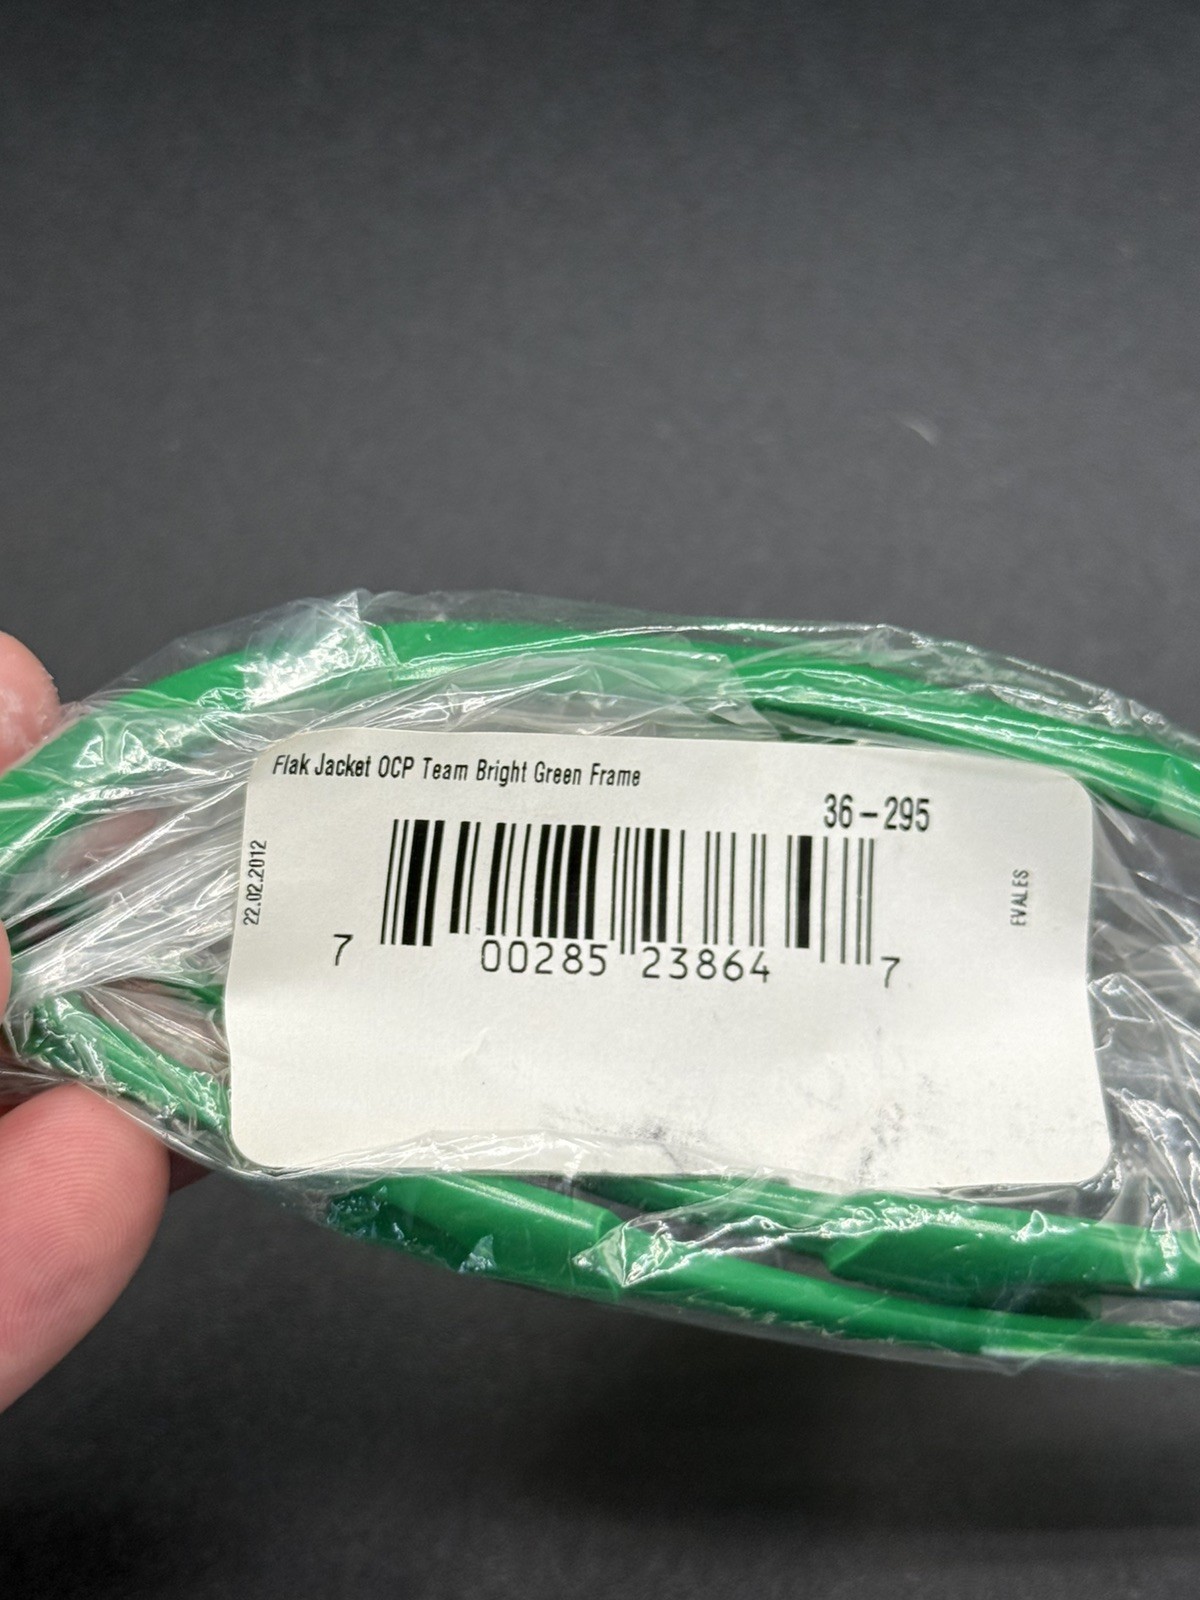 Flak Jacket OCP Team Bright Green Frame
36-295
22.02.2012
EVALES
7 00285 23864 7